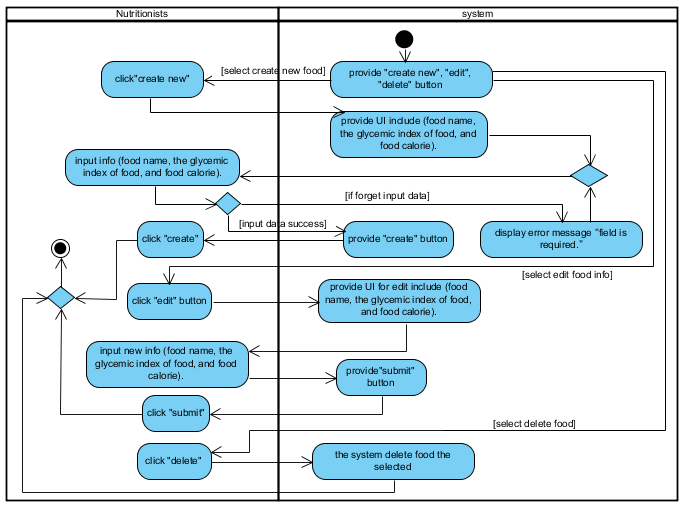 Nutritionists
system
provide "create new", "edit",
"delete" button
[select create new food]
click"create new"
provide UI include (food name,
the glycemic index of food, and
food calorie).
input info (food name, the glycemic
index of food, and food calorie).
[if forget input data]
[input data success]
display error message “field is
required.”
provide "create" button
click "create"
[select edit food info]
click "edit" button
provide UI for edit include (food
name, the glycemic index of food,
and food calorie).
input new info (food name, the
glycemic index of food, and food
calorie).
provide"submit"
button
click "submit"
[select delete food]
click "delete"
the system delete food the
selected